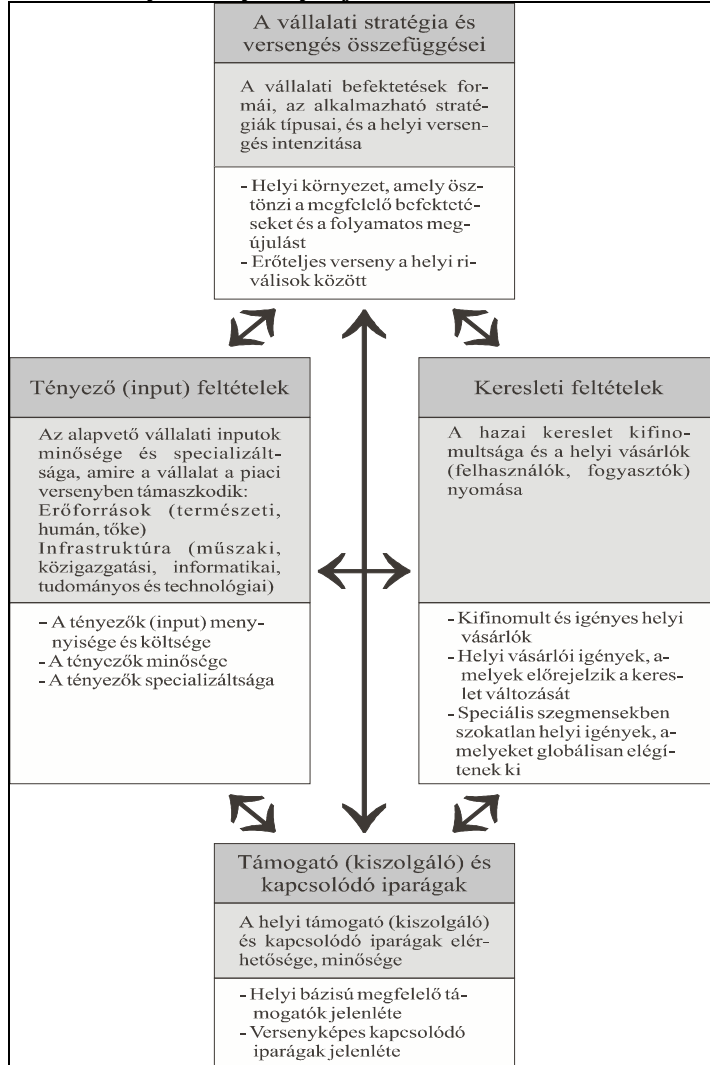 A vállalati stratégia és
versengés összefüggései
A vállalati befektetések for-
mái, az alkalmazható straté-
giák típusai, és a helyi versen-
gés intenzitása
- Helyi környezet, amely ösz-
tönzi a megfelelő befekteté-
seket és a folyamatos meg-
újulást
- Erőteljes verseny a helyi ri-
válisok között
Tényező (input) feltételek
Az alapvető vállalati inputok
minősége és specializált-
sága, amire a vállalat a piaci
versenyben támaszkodik:
Erőforrások (természeti,
humán, tőke)
Infrastruktúra (műszaki,
közigazgatási, informatikai,
tudományos és technológiai)
- A tényezők (input) meny-
nyisége és költsége
- A tényezők minősége
- A tényezők specializáltsága
Keresleti feltételek
A hazai kereslet kifino-
multsága és a helyi vásárlók
(felhasználók, fogyasztók)
nyomása
- Kifinomult és igényes helyi
vásárlók
- Helyi vásárlói igények, a-
melyek előrejelzik a keres-
let változását
- Speciális szegmensekben
szokatlan helyi igények, a-
melyeket globálisan elégí-
tenek ki
Támogató (kiszolgáló) és
kapcsolódó iparágak
A helyi támogató (kiszolgáló)
és kapcsolódó iparágak elér-
hetősége, minősége
- Helyi bázisú megfelelő tá-
mogatók jelenléte
- Versenyképes kapcsolódó
iparágak jelenléte